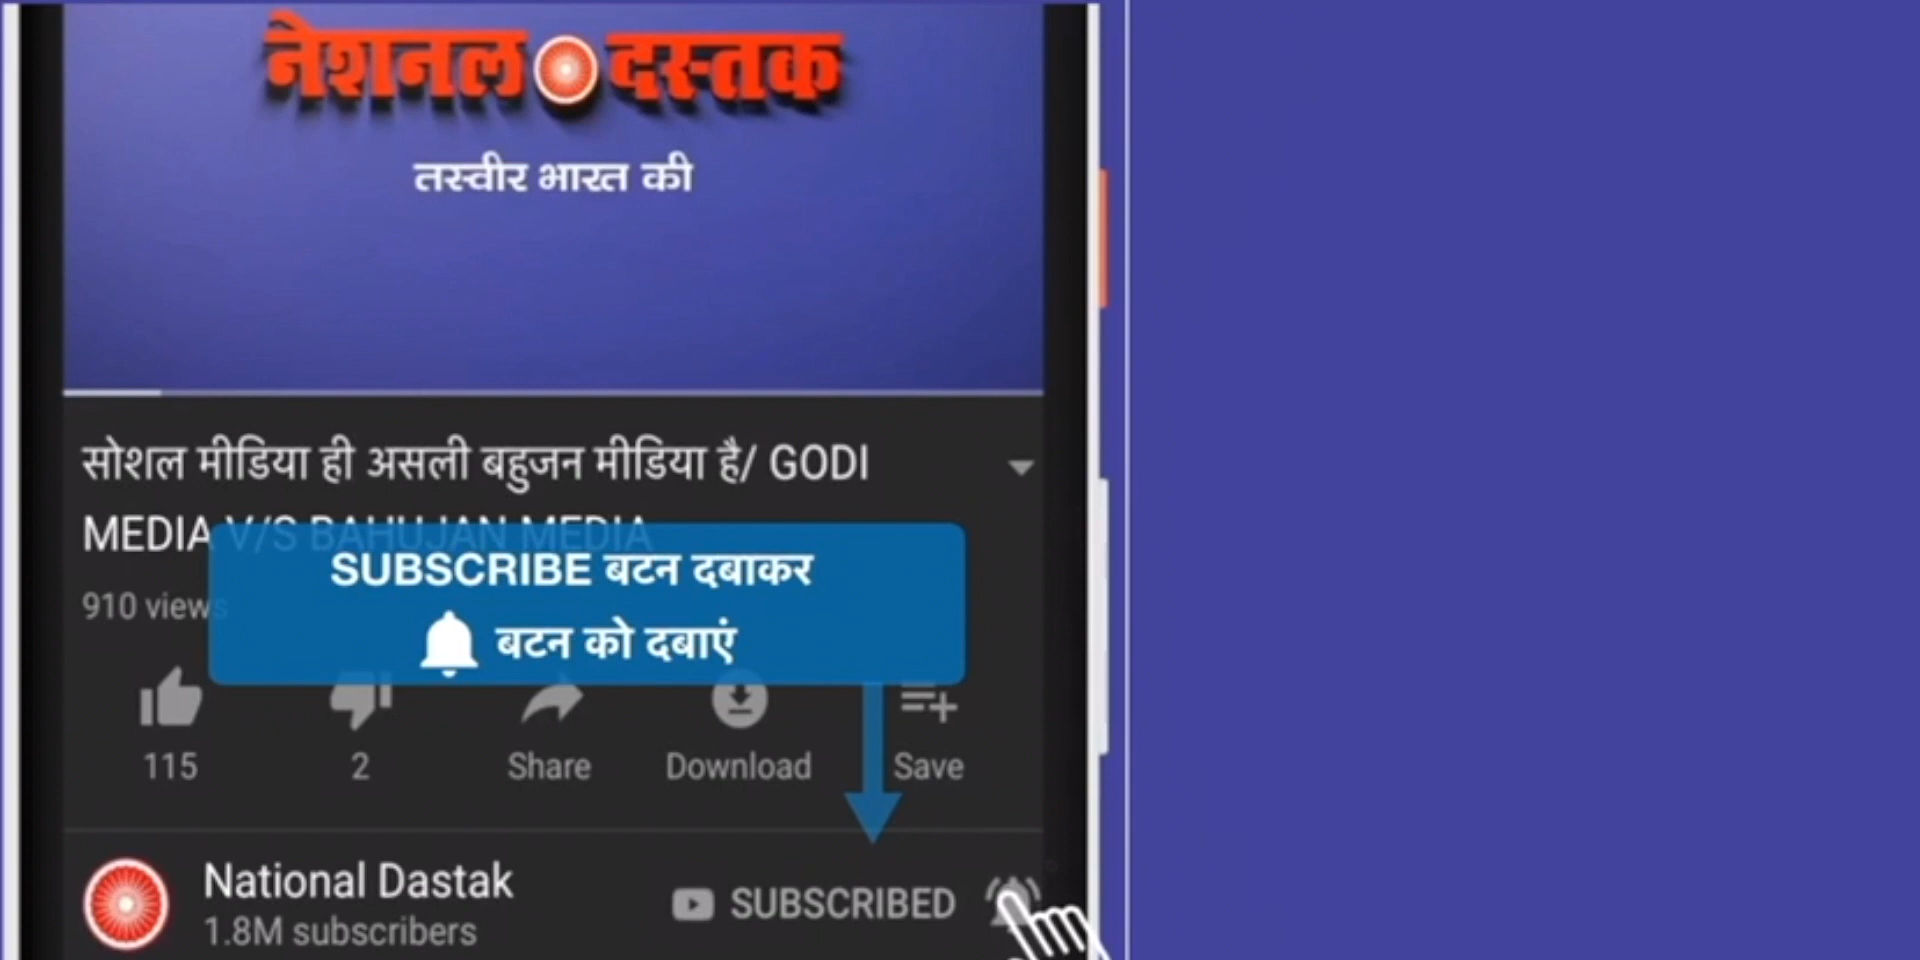 नेशनल दस्तक
तस्वीर भारत की
सोशल मीडिया ही असली बहुजन मीडिया है/ GODI
MEDIA V/S BAHUJAN MEDIA
SUBSCRIBE बटन दबाकर
बटन को दबाएं
910 views
115
2
Share
Download
Save
National Dastak
1.8M subscribers
SUBSCRIBED